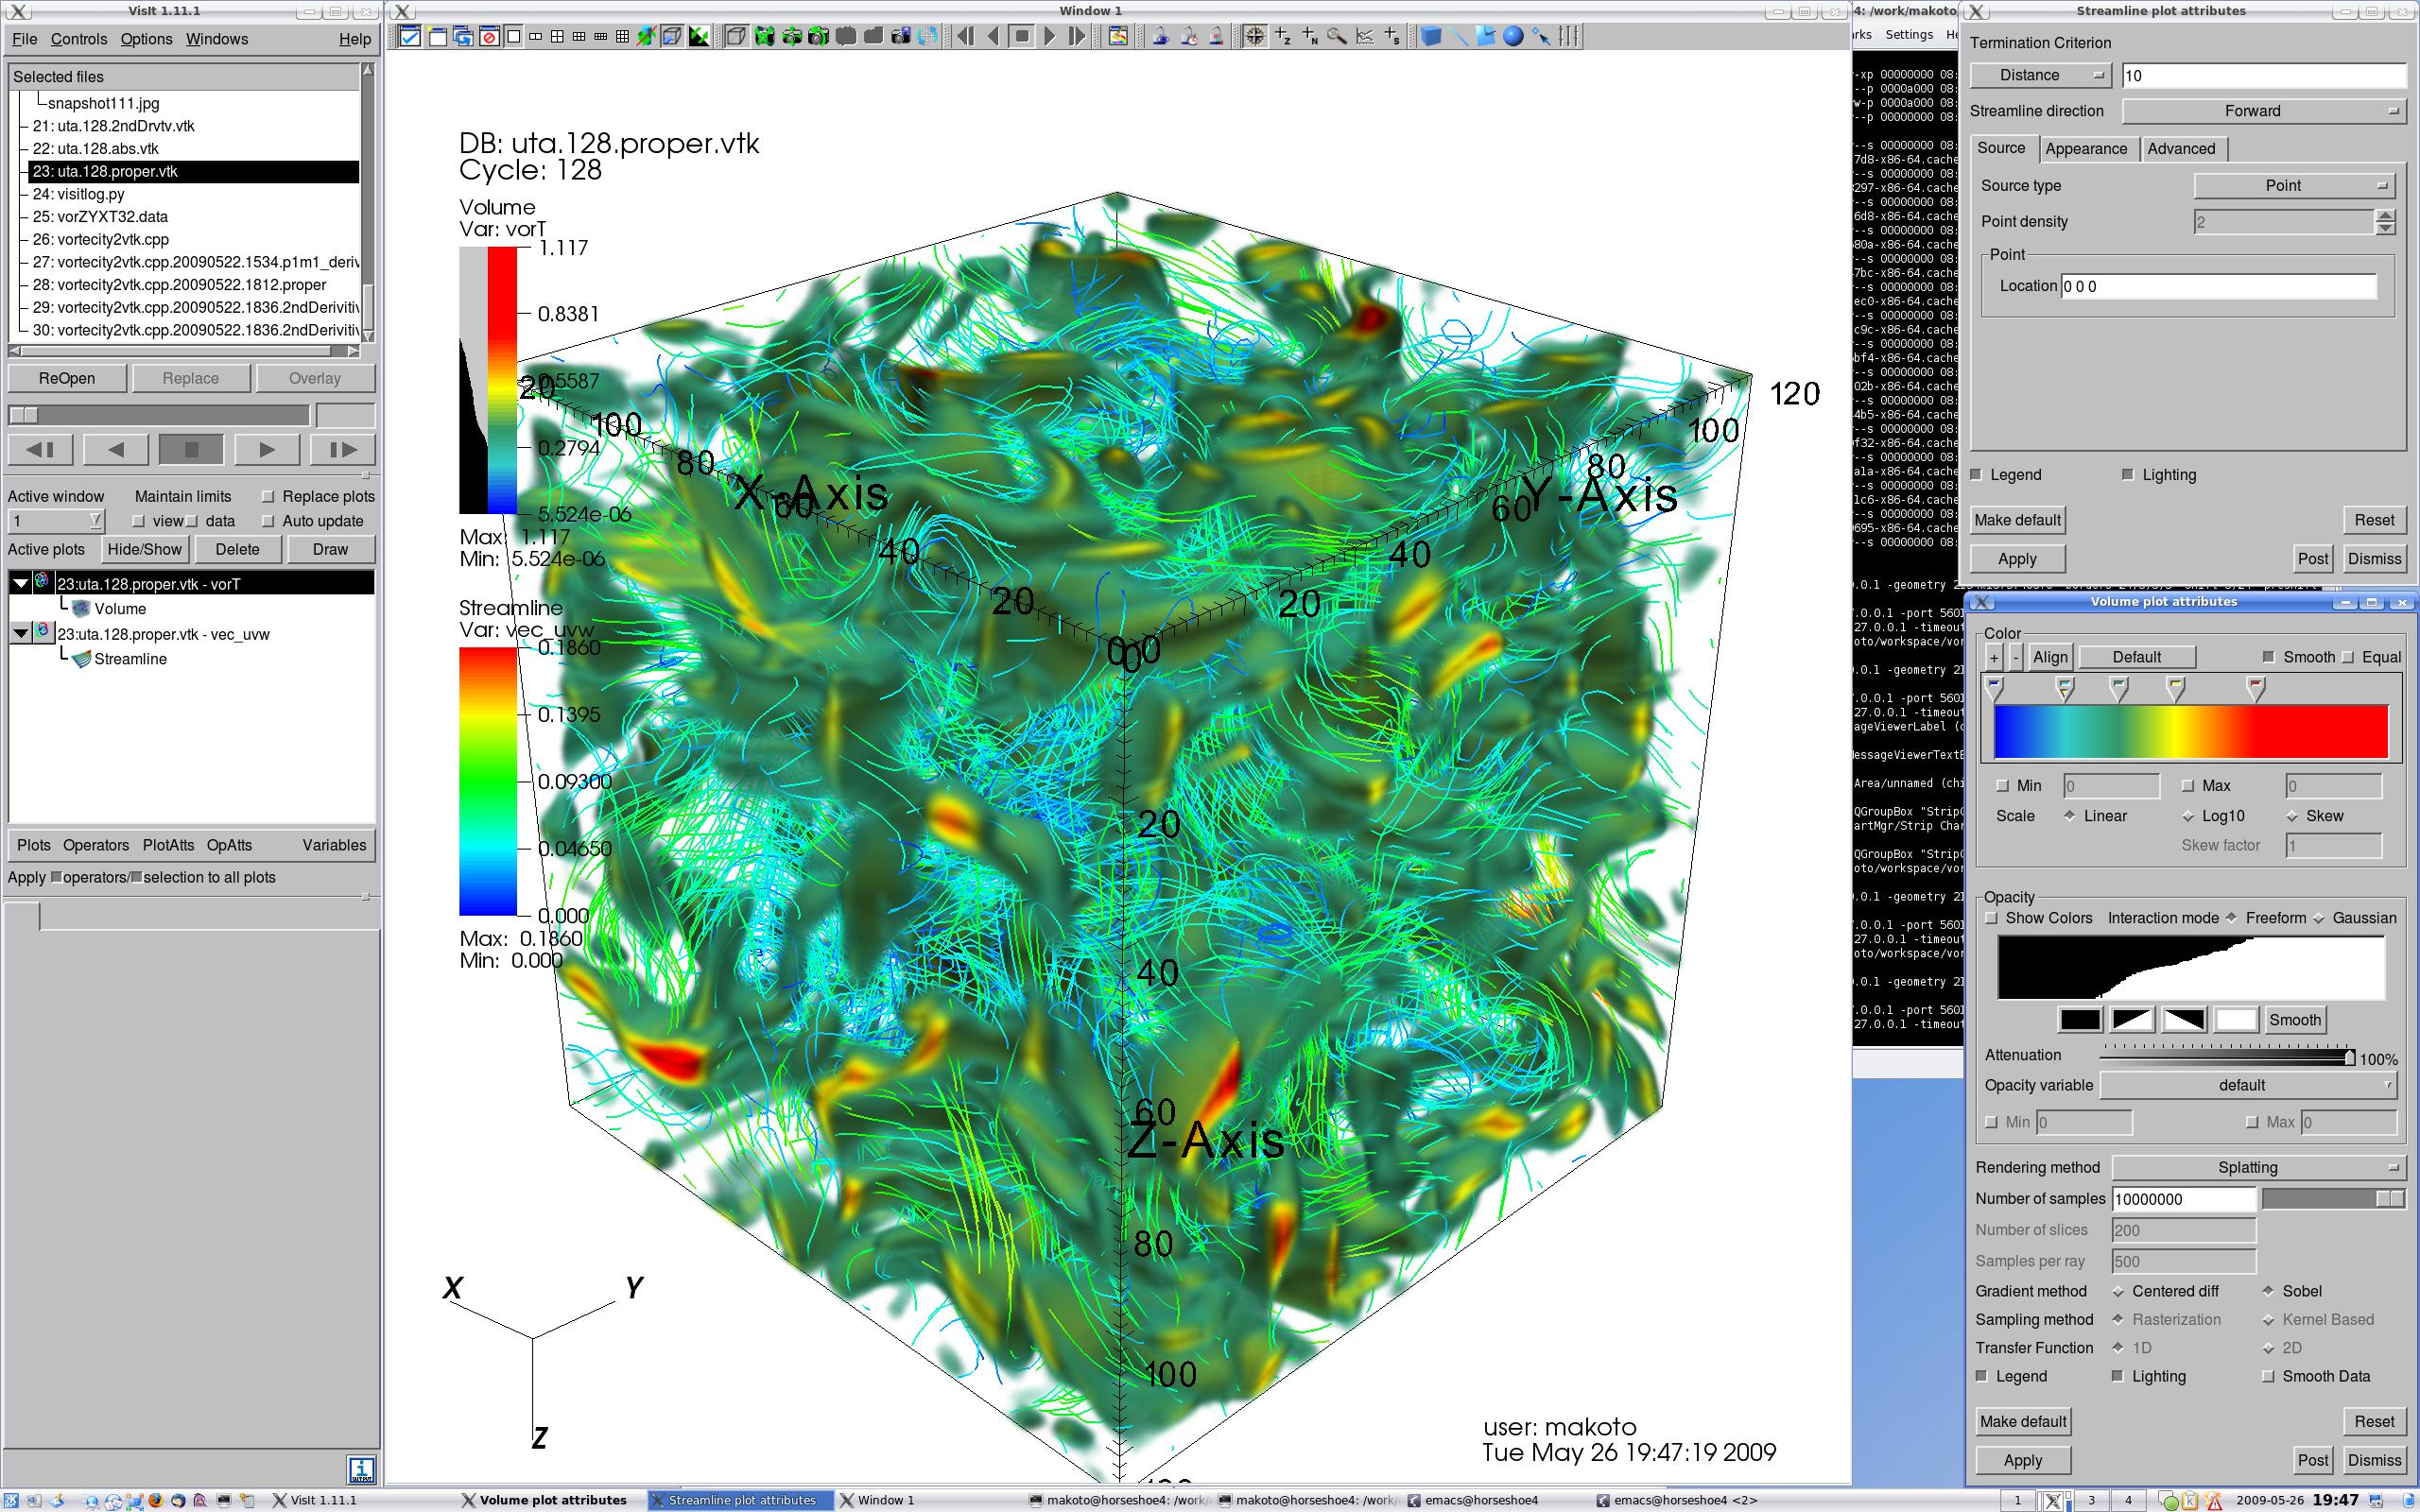 VisIt 1.11.1
File Controls Options Windows Help
Selected files
snapshot111.jpg
21: uta.128.2ndDrvtv.vtk
22: uta.128.abs.vtk
23: uta.128.proper.vtk
24: visitlog.py
25: vorZYXT32.data
26: vortecity2vtk.cpp
27: vortecity2vtk.cpp.20090522.1534.p1m1_deriv
28: vortecity2vtk.cpp.20090522.1812.proper
29: vortecity2vtk.cpp.20090522.1836.2ndDerivitiv
30: vortecity2vtk.cpp.20090522.1836.2ndDerivitiv
ReOpen Replace Overlay
Active window Maintain limits Replace plots
1 view data Auto update
Active plots Hide/Show Delete Draw
23:uta.128.proper.vtk - vorT
Volume
23:uta.128.proper.vtk - vec_uvw
Streamline
Plots Operators PlotAtts OpAtts Variables
Apply operators/ selection to all plots
Window 1
DB: uta.128.proper.vtk
Cycle: 128
Volume
Var: vorT
1.117
0.8381
0.5587
0.2794
5.524e-06
Max: 1.117
Min: 5.524e-06
Streamline
Var: vec_uvw
0.1860
0.1395
0.09300
0.04650
0.000
Max: 0.1860
Min: 0.000
100
80
60
X-Axis
40
20
0
120
100
80
60
Y-Axis
40
20
0
20
40
60
Z-Axis
80
100
X Y
Z
user: makoto
Tue May 26 19:47:19 2009
4: /work/makoto
Settings
Streamline plot attributes
Termination Criterion
Distance 10
Streamline direction Forward
Source Appearance Advanced
Source type Point
Point density 2
Point
Location 0 0 0
Legend Lighting
Make default Reset
Apply Post Dismiss
Volume plot attributes
Color
+ - Align Default Smooth Equal
Min 0 Max 0
Scale Linear Log10 Skew
Skew factor 1
Opacity
Show Colors Interaction mode Freeform Gaussian
Smooth
Attenuation 100%
Opacity variable default
Min 0 Max 0
Rendering method Splatting
Number of samples 10000000
Number of slices 200
Samples per ray 500
Gradient method Centered diff Sobel
Sampling method Rasterization Kernel Based
Transfer Function 1D 2D
Legend Lighting Smooth Data
Make default Reset
Apply Post Dismiss
VisIt 1.11.1 Volume plot attributes Streamline plot attributes Window 1 makoto@horseshoe4: /work/ makoto@horseshoe4: /work/ emacs@horseshoe4 emacs@horseshoe4 <2> 1 3 4 2009-05-26 19:47